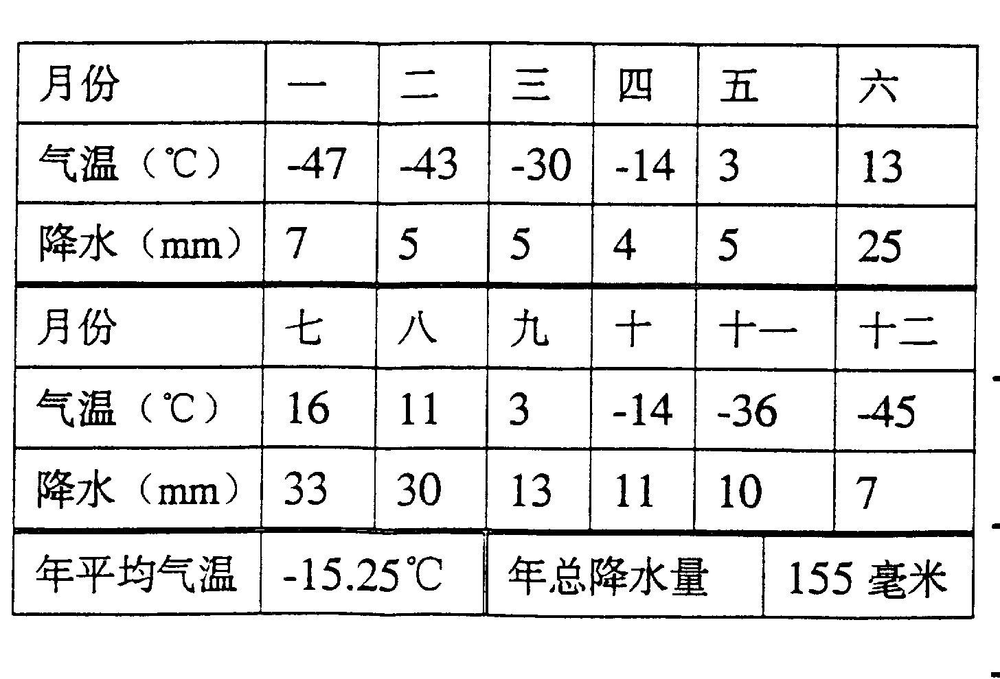 月份 一 二 三 四 五 六
气温（℃） -47 -43 -30 -14 3 13
降水（mm） 7 5 5 4 5 25
月份 七 八 九 十 十一 十二
气温（℃） 16 11 3 -14 -36 -45
降水（mm） 33 30 13 11 10 7
年平均气温 -15.25℃ 年总降水量 155 毫米